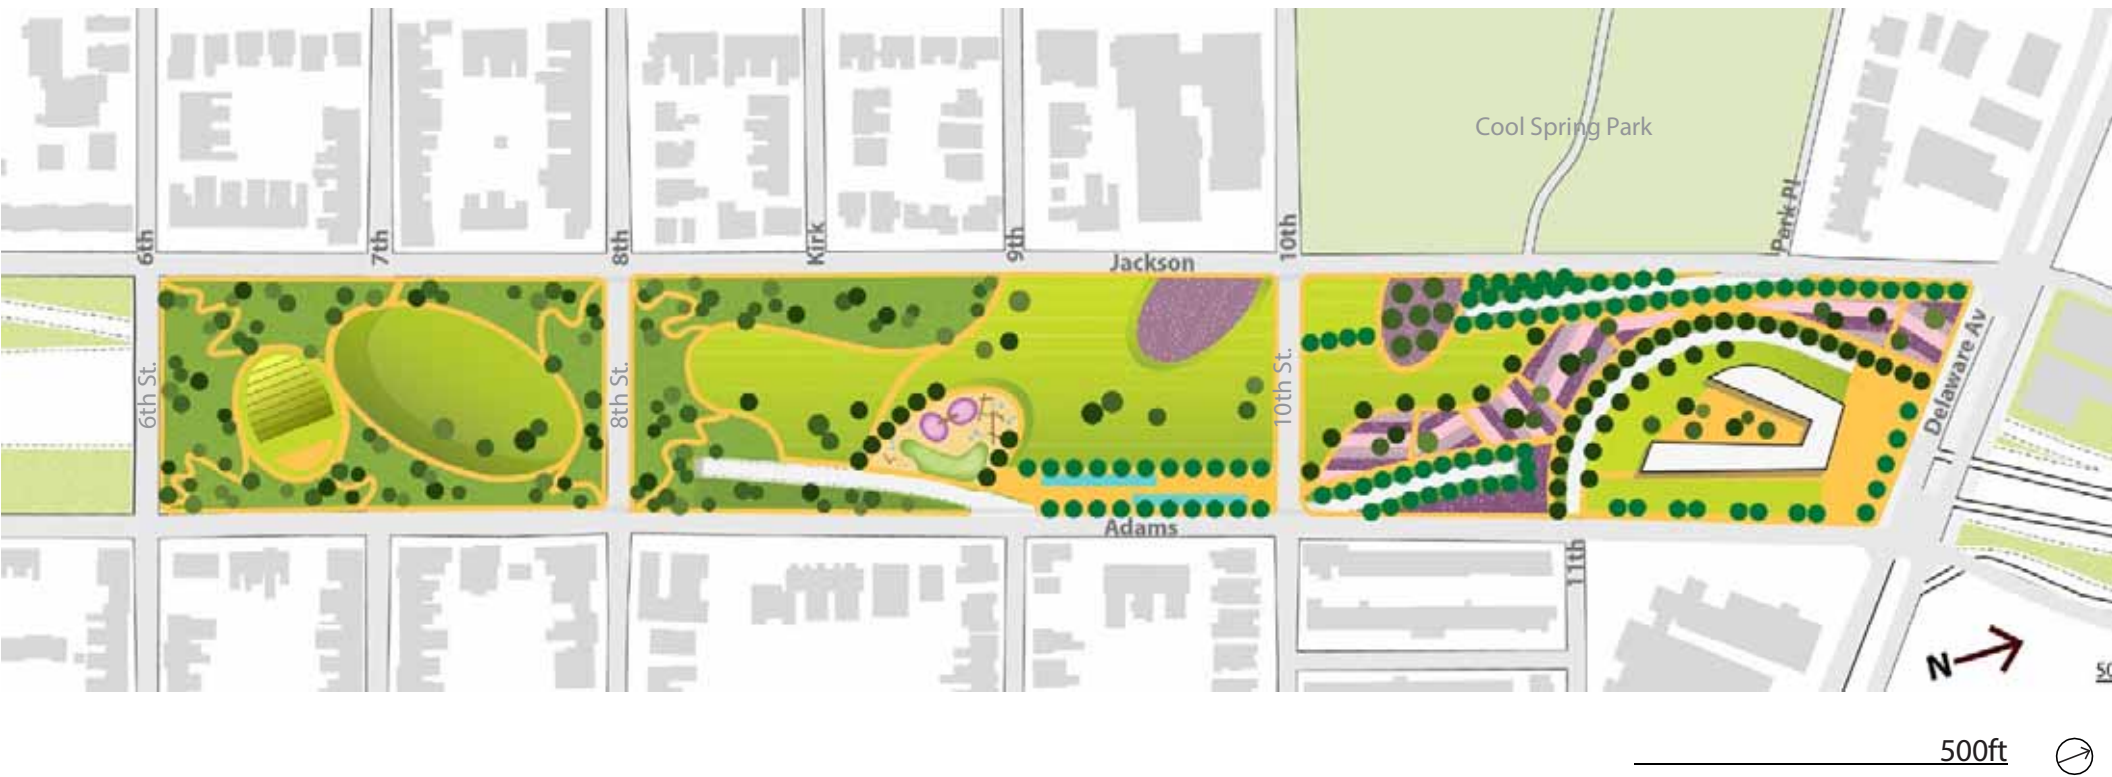 Cool Spring Park
6th
7th
8th
Kirk
9th
10th
Park Pl
Jackson
6th St.
8th St.
10th St.
Delaware Av
Adams
11th
N
50
500ft